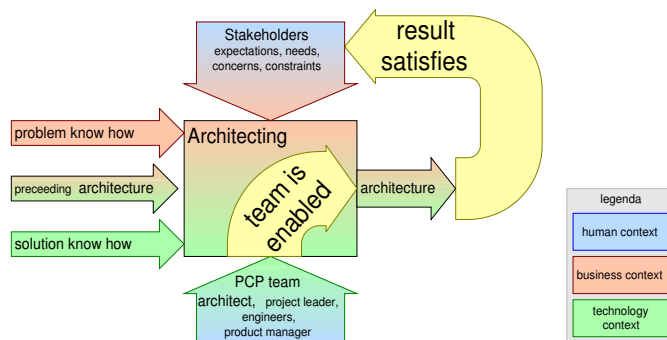 Stakeholders
expectations, needs,
concerns, constraints
result
satisfies
problem know how
Architecting
preceeding architecture
team is
enabled
architecture
solution know how
PCP team
architect, project leader,
engineers,
product manager
legenda
human context
business context
technology
context